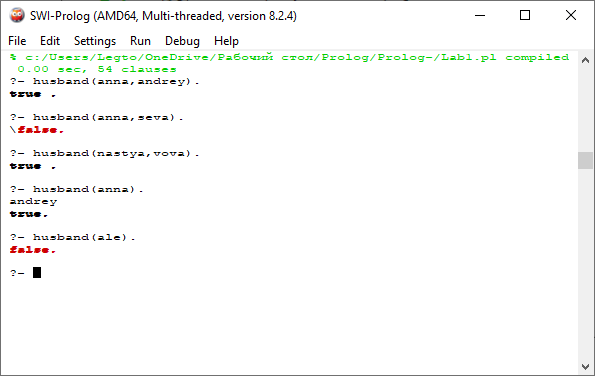 SWI-Prolog (AMD64, Multi-threaded, version 8.2.4)
File Edit Settings Run Debug Help
% c:/Users/Legto/OneDrive/Рабочий стол/Prolog/Prolog-/Lab1.pl compiled
0.00 sec, 54 clauses
?- husband(anna,andrey).
true .
?- husband(anna,seva).
\false.
?- husband(nastya,vova).
true .
?- husband(anna).
andrey
true.
?- husband(ale).
false.
?-